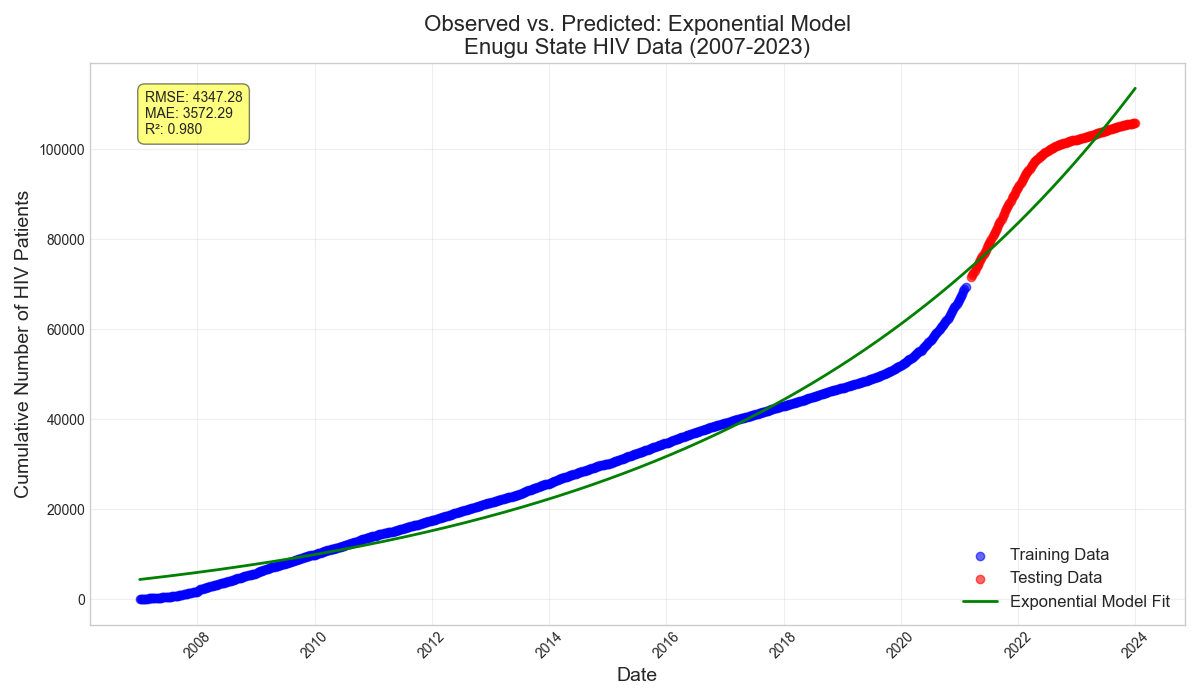 Observed vs. Predicted: Exponential Model
Enugu State HIV Data (2007-2023)
RMSE: 4347.28
MAE: 3572.29
R²: 0.980
Cumulative Number of HIV Patients
100000
80000
60000
40000
20000
0
Training Data
Testing Data
Exponential Model Fit
2008
2010
2012
2014
2016
2018
2020
2022
2024
Date